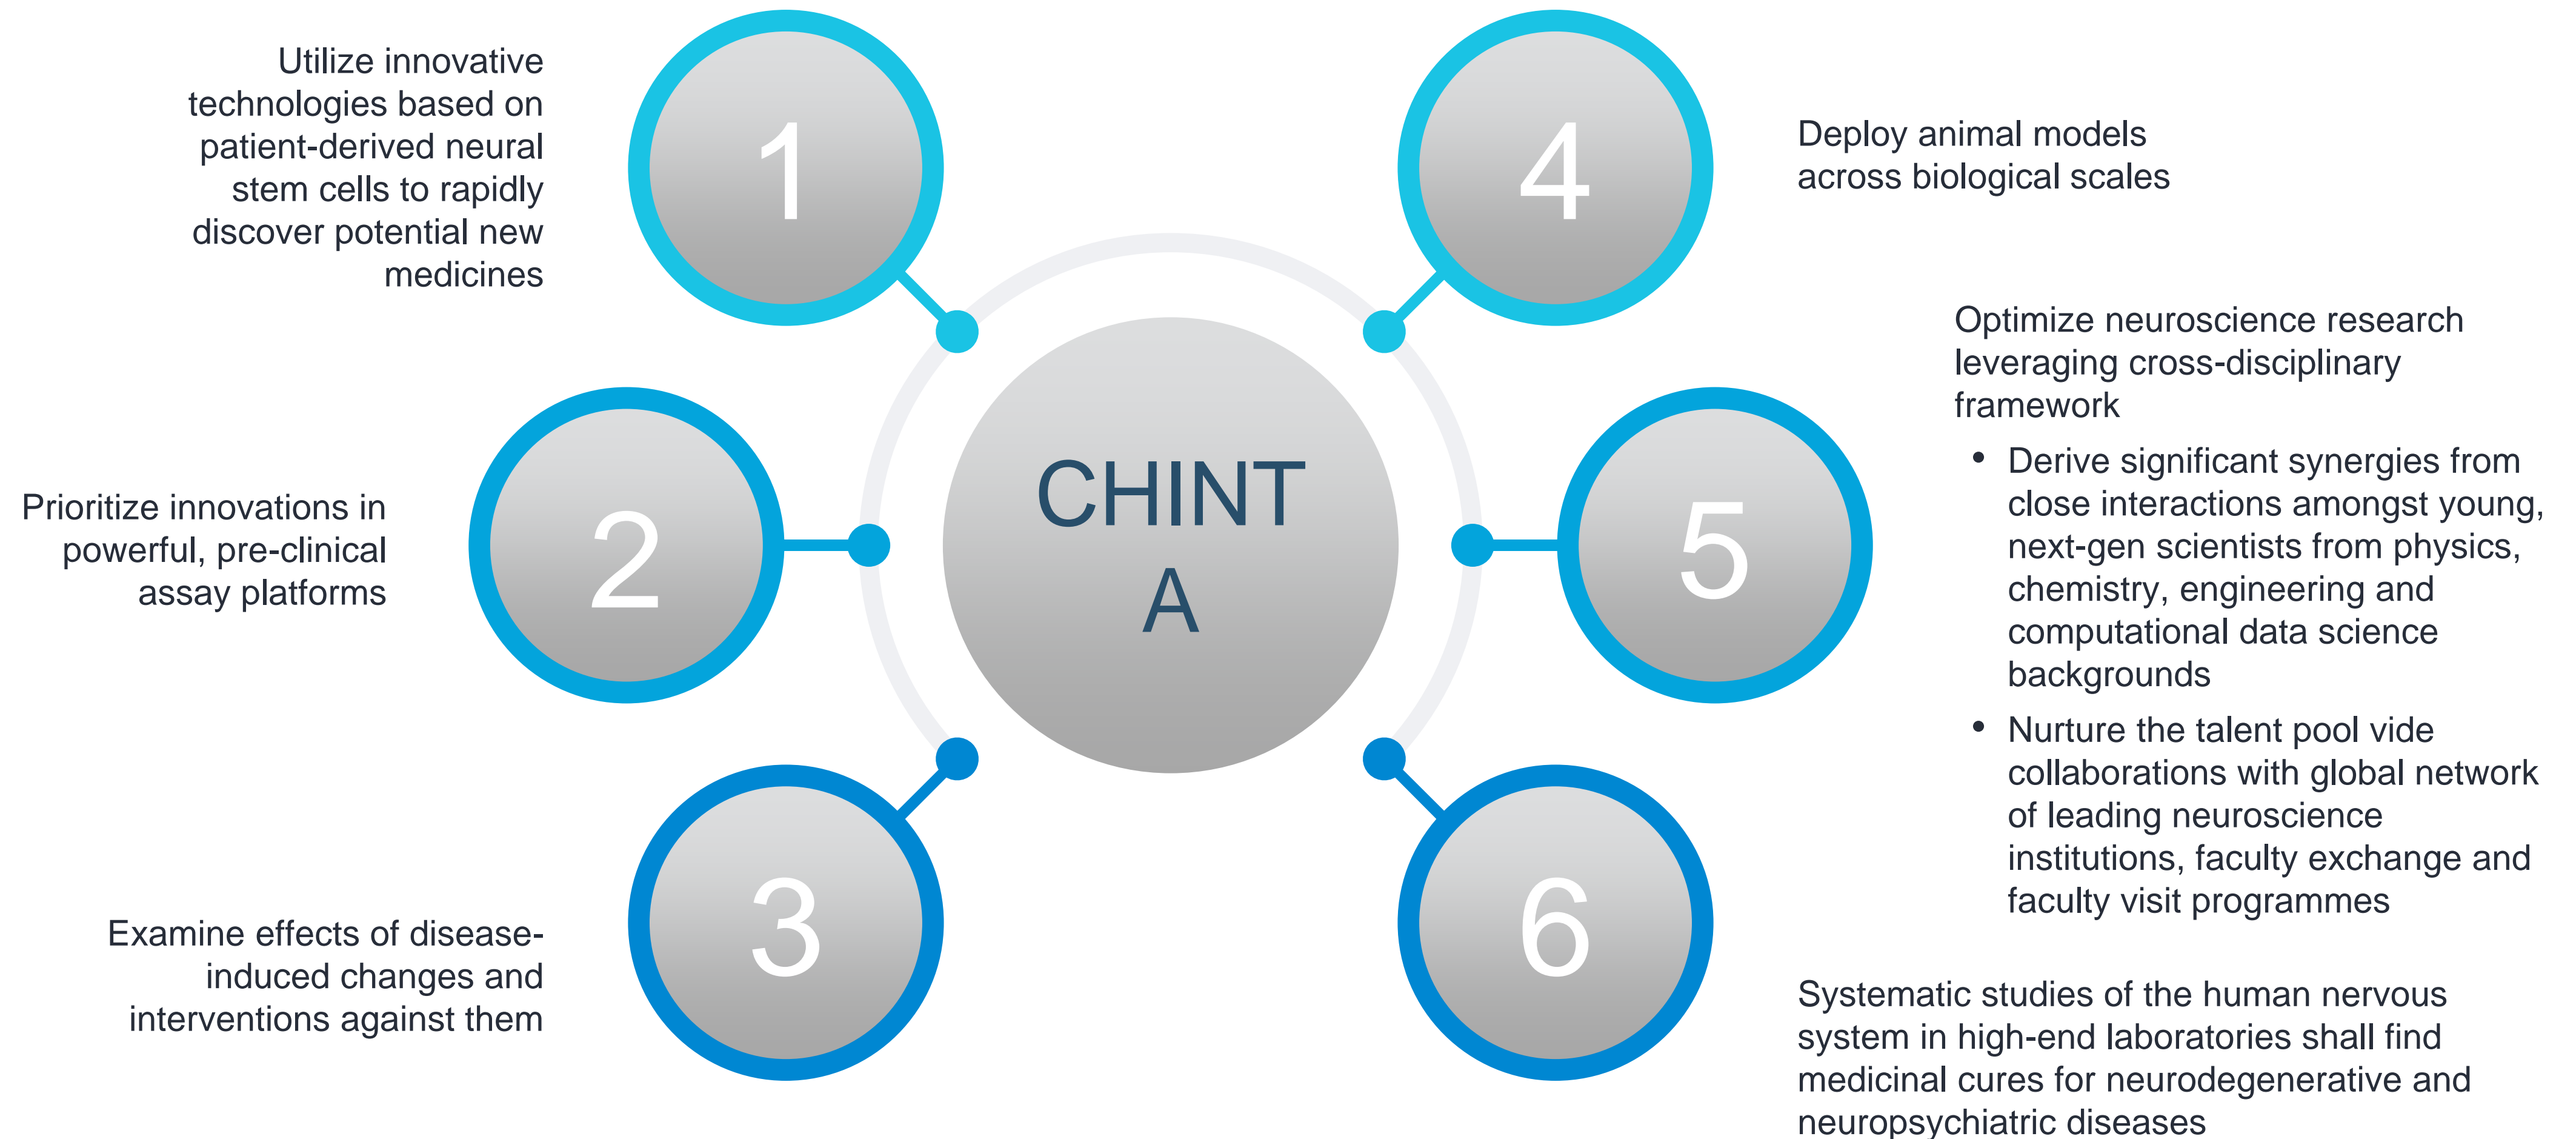 Utilize innovative
technologies based on
patient-derived neural
stem cells to rapidly
discover potential new
medicines
1
Prioritize innovations in
powerful, pre-clinical
assay platforms
2
Examine effects of disease-
induced changes and
interventions against them
3
CHINT
A
4
Deploy animal models
across biological scales
5
Optimize neuroscience research
leveraging cross-disciplinary
framework
• Derive significant synergies from
close interactions amongst young,
next-gen scientists from physics,
chemistry, engineering and
computational data science
backgrounds
• Nurture the talent pool vide
collaborations with global network
of leading neuroscience
institutions, faculty exchange and
faculty visit programmes
6
Systematic studies of the human nervous
system in high-end laboratories shall find
medicinal cures for neurodegenerative and
neuropsychiatric diseases